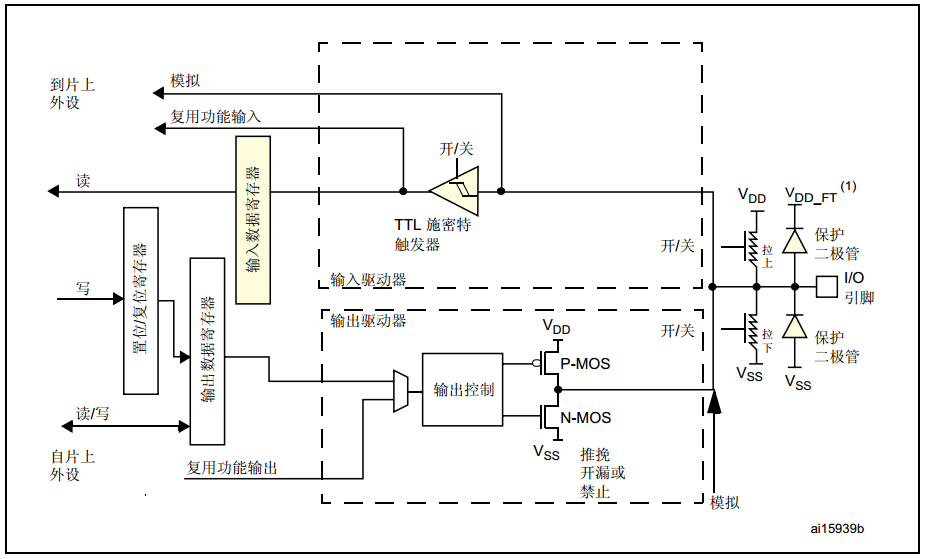 到片上
外设
模拟
复用功能输入
开/关
读
输入数据寄存器
TTL 施密特
触发器
VDD
VDD_FT (1)
开/关
拉上
保护
二极管
置位/复位寄存器
写
输入驱动器
I/O
引脚
输出数据寄存器
输出驱动器
VDD
开/关
拉下
保护
二极管
P-MOS
输出控制
VSS
VSS
读/写
N-MOS
自片上
外设
复用功能输出
VSS
推挽
开漏或
禁止
模拟
ai15939b